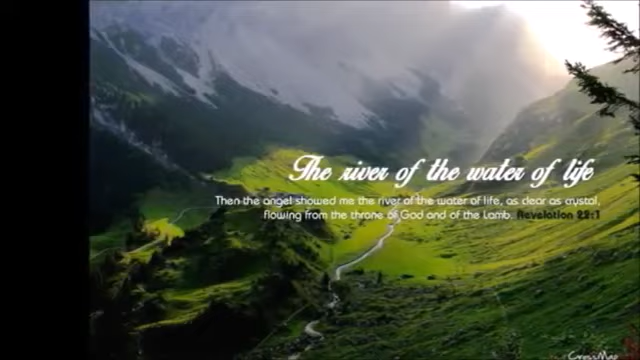 The river of the water of life
Then the angel showed me the river of the water of life, as clear as crystal,
flowing from the throne of God and of the Lamb. Revelation 22:1
CrossMap